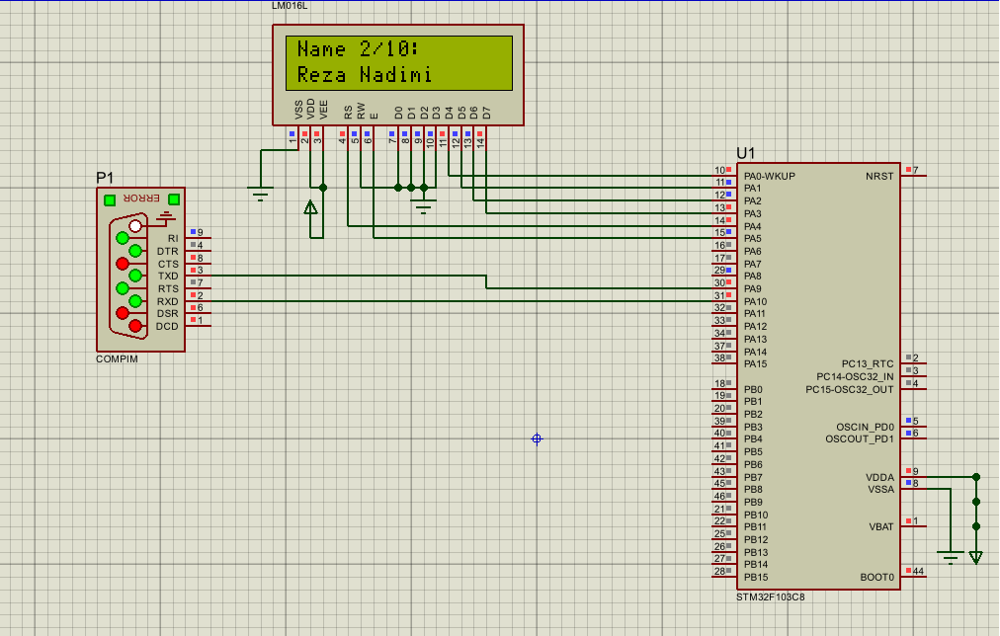 LM016L
Name 2/10:
Reza Nadimi
VSS VDD VEE RS RW E D0 D1 D2 D3 D4 D5 D6 D7
1 2 3 4 5 6 7 8 9 10 11 12 13 14
P1
ERROR
RI 9
DTR 4
CTS 8
TXD 3
RTS 7
RXD 2
DSR 6
DCD 1
COMPIM
U1
10 PA0-WKUP
11 PA1
12 PA2
13 PA3
14 PA4
15 PA5
16 PA6
17 PA7
29 PA8
30 PA9
31 PA10
32 PA11
33 PA12
34 PA13
37 PA14
38 PA15
18 PB0
19 PB1
20 PB2
39 PB3
40 PB4
41 PB5
42 PB6
43 PB7
45 PB8
46 PB9
21 PB10
22 PB11
25 PB12
26 PB13
27 PB14
28 PB15
NRST 7
PC13_RTC 2
PC14-OSC32_IN 3
PC15-OSC32_OUT 4
OSCIN_PD0 5
OSCOUT_PD1 6
VDDA 9
VSSA 8
VBAT 1
BOOT0 44
STM32F103C8